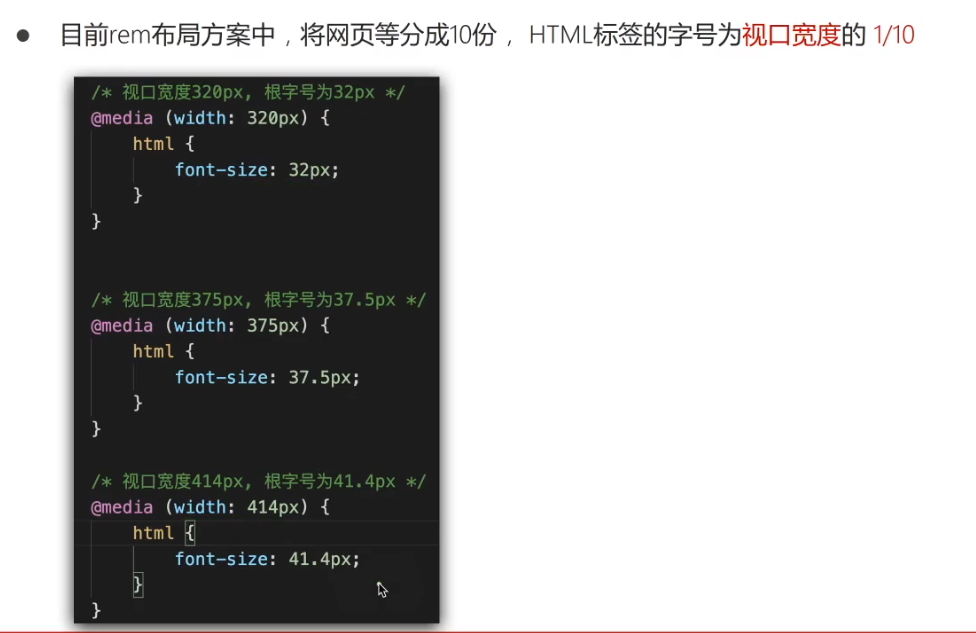 ● 目前rem布局方案中，将网页等分成10份， HTML标签的字号为视口宽度的 1/10
/* 视口宽度320px, 根字号为32px */
@media (width: 320px) {
    html {
        font-size: 32px;
    }
}
/* 视口宽度375px, 根字号为37.5px */
@media (width: 375px) {
    html {
        font-size: 37.5px;
    }
}
/* 视口宽度414px, 根字号为41.4px */
@media (width: 414px) {
    html {
        font-size: 41.4px;
    }
}